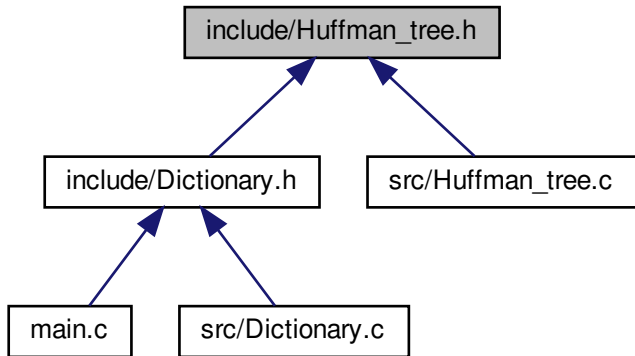 include/Huffman_tree.h
include/Dictionary.h
src/Huffman_tree.c
main.c
src/Dictionary.c